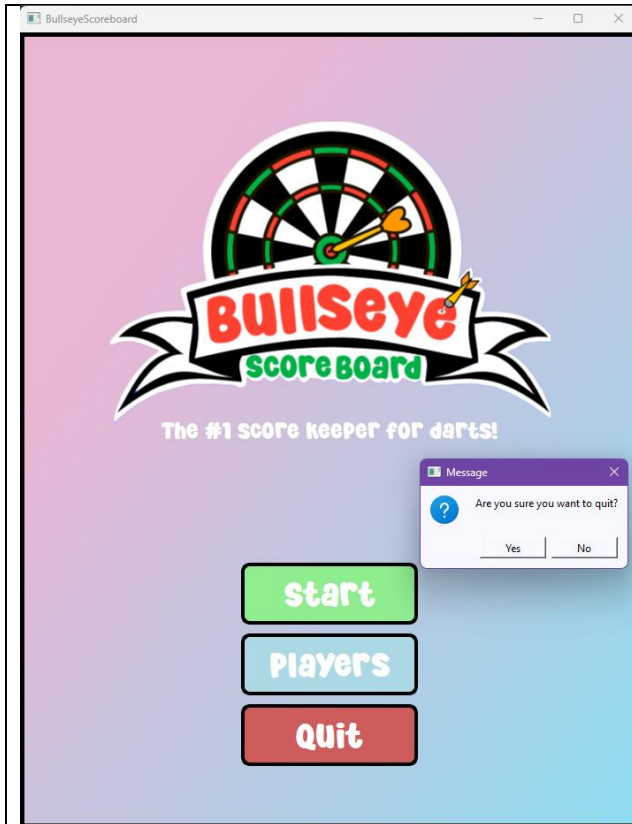 BullseyeScoreboard
Bullseye
Scoreboard
The #1 score keeper for darts!
Message
Are you sure you want to quit?
Yes No
Start
Players
Quit